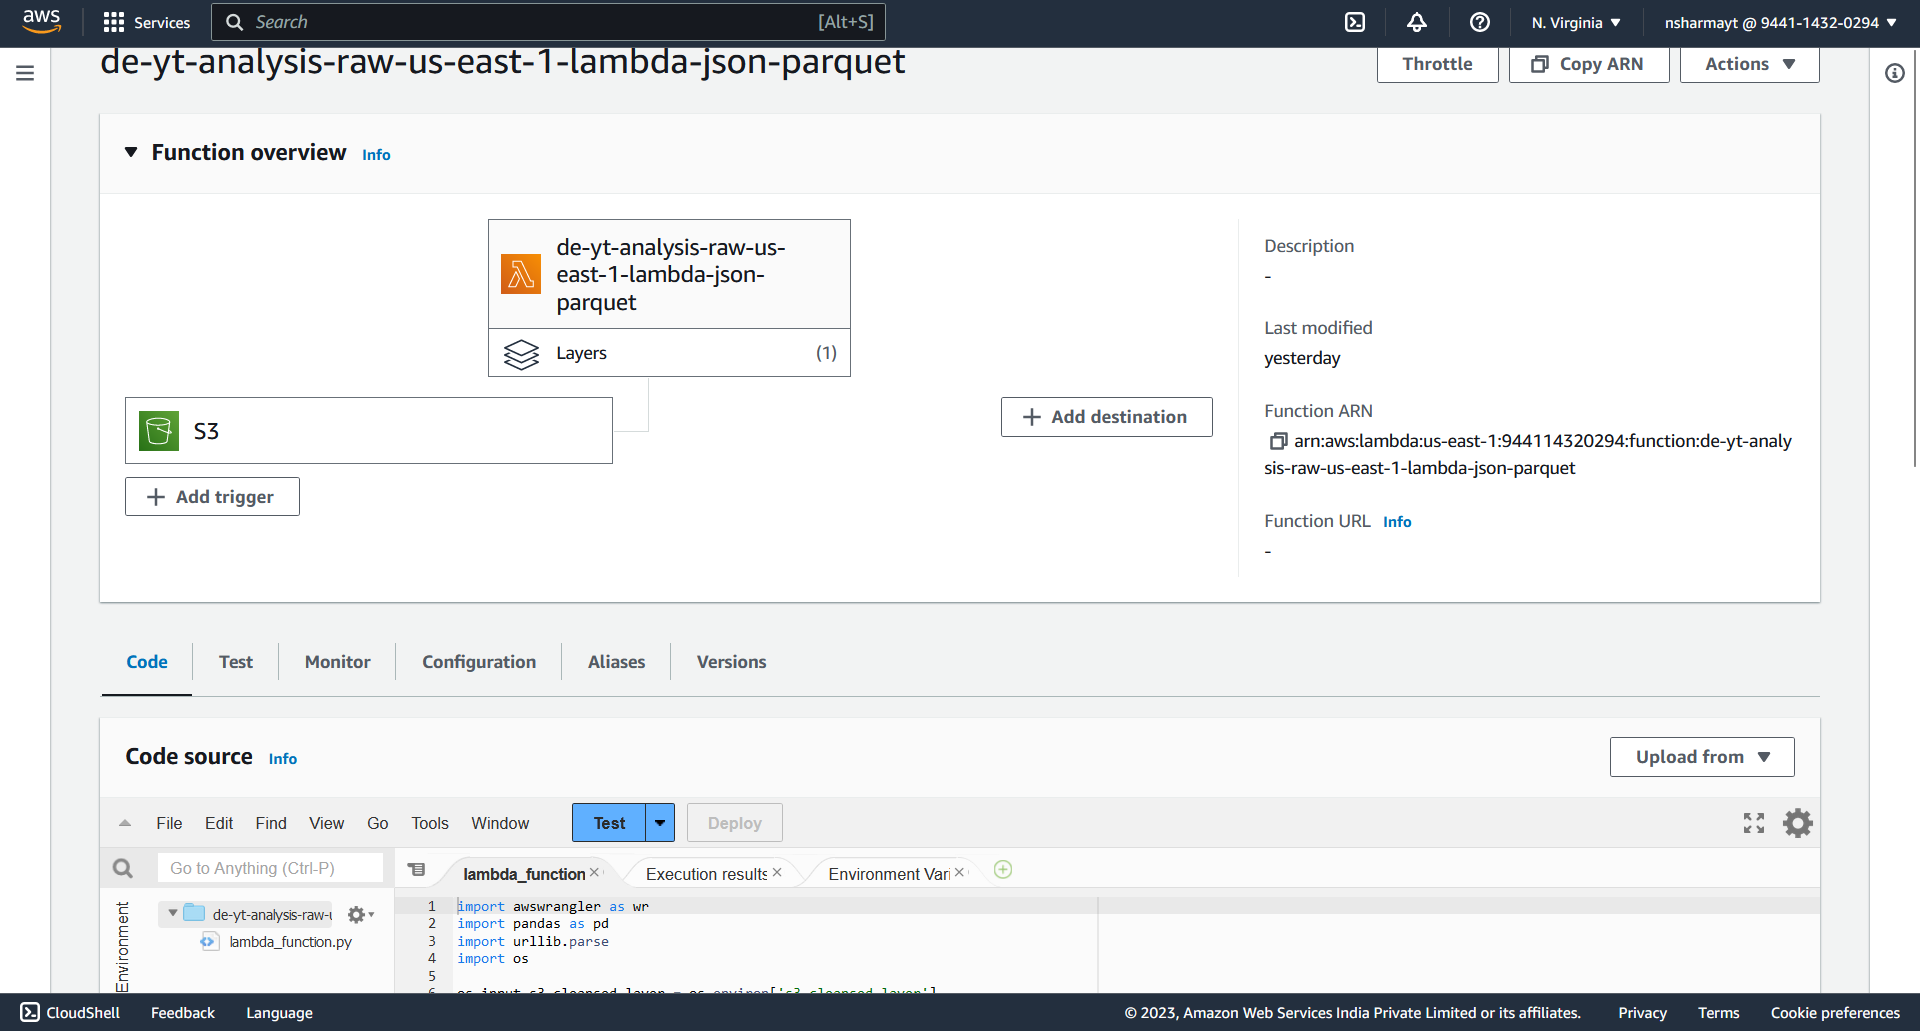 aws
Services
Search
[Alt+S]
N. Virginia
nsharmayt @ 9441-1432-0294
de-yt-analysis-raw-us-east-1-lambda-json-parquet
Throttle
Copy ARN
Actions
Function overview
Info
de-yt-analysis-raw-us-
east-1-lambda-json-
parquet
Layers
(1)
S3
Add trigger
Add destination
Description
-
Last modified
yesterday
Function ARN
arn:aws:lambda:us-east-1:944114320294:function:de-yt-analy
sis-raw-us-east-1-lambda-json-parquet
Function URL
Info
-
Code
Test
Monitor
Configuration
Aliases
Versions
Code source
Info
Upload from
File
Edit
Find
View
Go
Tools
Window
Test
Deploy
Go to Anything (Ctrl-P)
lambda_function
Execution results
Environment Vari
Environment
de-yt-analysis-raw-u
lambda_function.py
1 import awswrangler as wr
2 import pandas as pd
3 import urllib.parse
4 import os
5
6 os_input_s3_cleansed_layer = os.environ['s3_cleansed_layer']
CloudShell
Feedback
Language
© 2023, Amazon Web Services India Private Limited or its affiliates.
Privacy
Terms
Cookie preferences